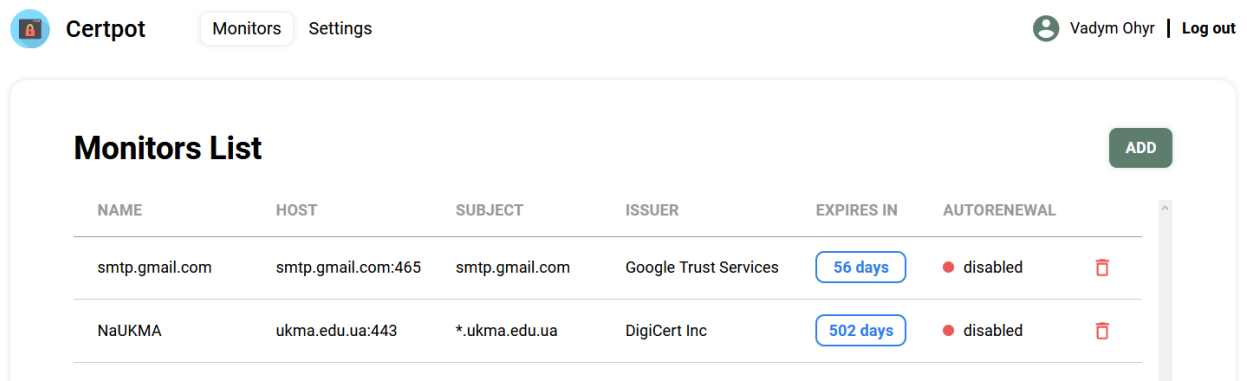 Certpot Monitors Settings Vadym Ohyr Log out
Monitors List ADD
NAME HOST SUBJECT ISSUER EXPIRES IN AUTORENEWAL
smtp.gmail.com smtp.gmail.com:465 smtp.gmail.com Google Trust Services 56 days disabled
NaUKMA ukma.edu.ua:443 *.ukma.edu.ua DigiCert Inc 502 days disabled